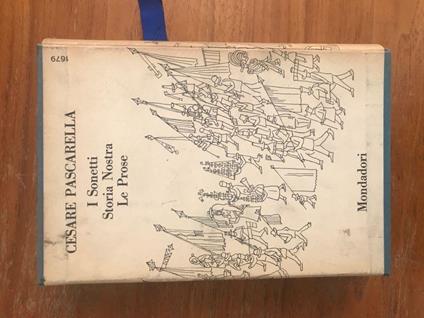 CESARE PASCARELLA
I Sonetti
Storia Nostra
Le Prose
Mondadori
1679